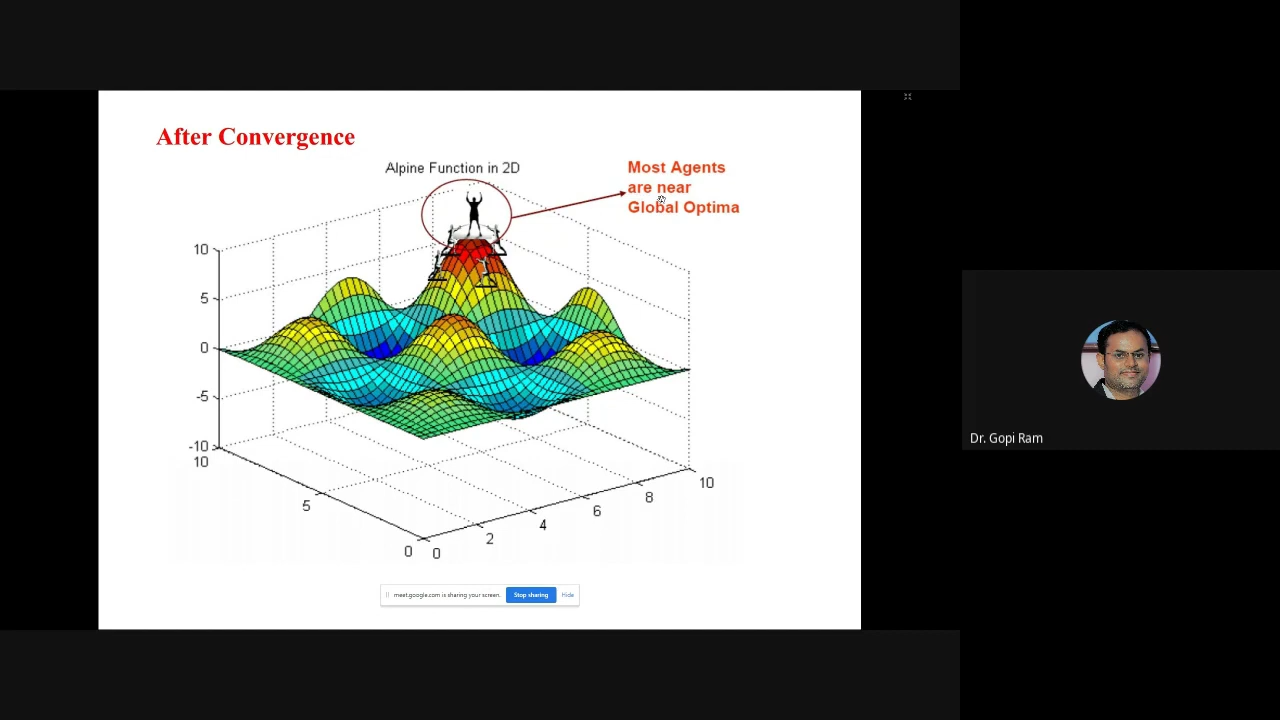 After Convergence
Alpine Function in 2D
Most Agents
are near
Global Optima
10
5
0
-5
-10
10
5
0
0
2
4
6
8
10
Dr. Gopi Ram
meet.google.com is sharing your screen.
Stop sharing
Hide